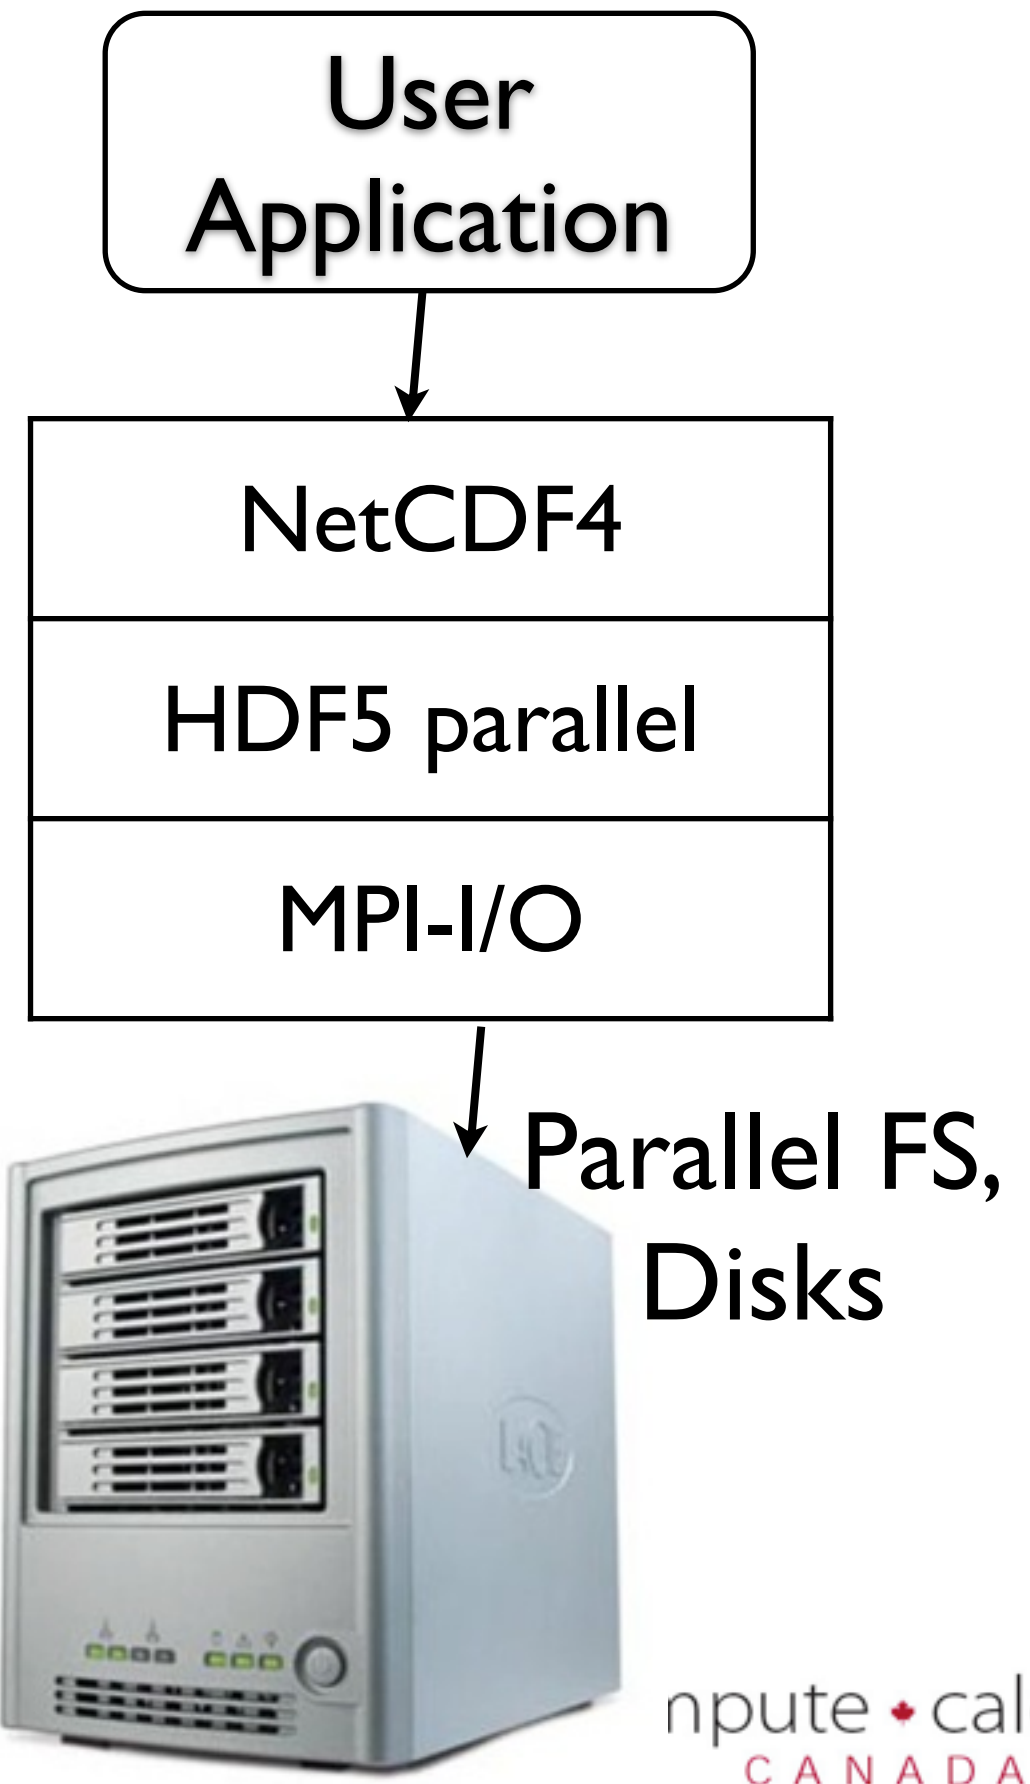 User
Application
NetCDF4
HDF5 parallel
MPI-I/O
Parallel FS,
Disks
npute cal
CANADA